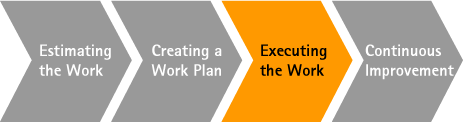 Estimating
the Work
Creating a
Work Plan
Executing
the Work
Continuous
Improvement